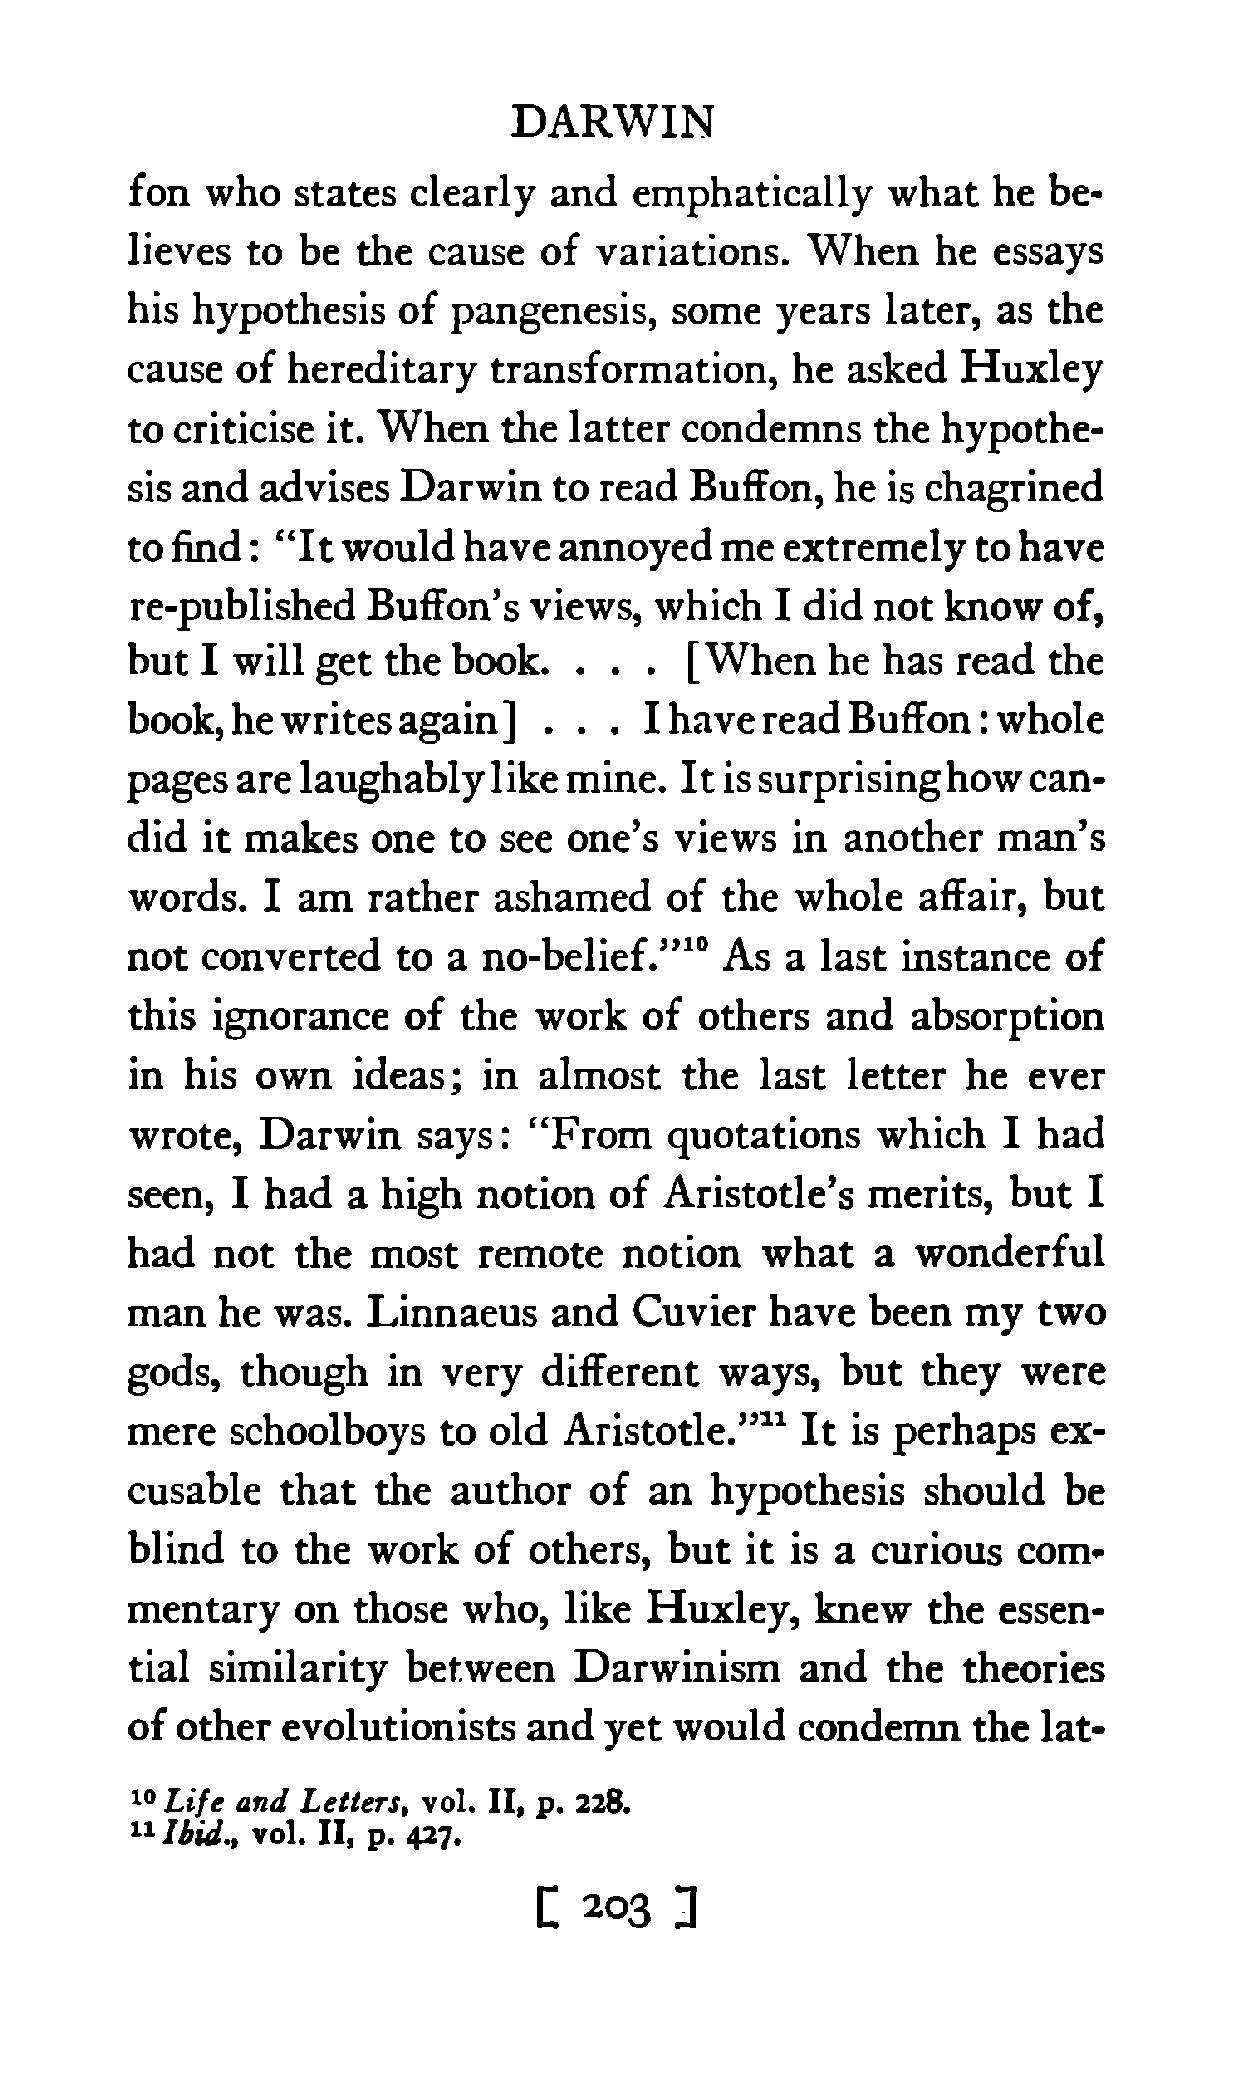 DARWIN
fon who states clearly and emphatically what he be-
lieves to be the cause of variations. When he essays
his hypothesis of pangenesis, some years later, as the
cause of hereditary transformation, he asked Huxley
to criticise it. When the latter condemns the hypothe-
sis and advises Darwin to read Buffon, he is chagrined
to find: "It would have annoyed me extremely to have
re-published Buffon's views, which I did not know of,
but I will get the book. . . . [When he has read the
book, he writes again] . . . I have read Buffon: whole
pages are laughably like mine. It is surprising how can-
did it makes one to see one's views in another man's
words. I am rather ashamed of the whole affair, but
not converted to a no-belief."¹⁰ As a last instance of
this ignorance of the work of others and absorption
in his own ideas; in almost the last letter he ever
wrote, Darwin says: "From quotations which I had
seen, I had a high notion of Aristotle's merits, but I
had not the most remote notion what a wonderful
man he was. Linnaeus and Cuvier have been my two
gods, though in very different ways, but they were
mere schoolboys to old Aristotle."¹¹ It is perhaps ex-
cusable that the author of an hypothesis should be
blind to the work of others, but it is a curious com-
mentary on those who, like Huxley, knew the essen-
tial similarity between Darwinism and the theories
of other evolutionists and yet would condemn the lat-
¹⁰ Life and Letters, vol. II, p. 228.
¹¹ Ibid., vol. II, p. 427.
[ 203 ]